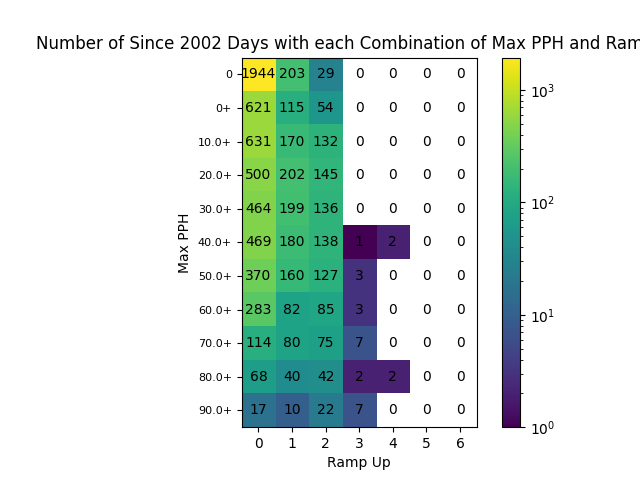 Number of Since 2002 Days with each Combination of Max PPH and Ram
0 1944 203 29 0 0 0 0
0+ 621 115 54 0 0 0 0
10.0+ 631 170 132 0 0 0 0
20.0+ 500 202 145 0 0 0 0
30.0+ 464 199 136 0 0 0 0
40.0+ 469 180 138 1 2 0 0
50.0+ 370 160 127 3 0 0 0
60.0+ 283 82 85 3 0 0 0
70.0+ 114 80 75 7 0 0 0
80.0+ 68 40 42 2 2 0 0
90.0+ 17 10 22 7 0 0 0
0 1 2 3 4 5 6
Ramp Up
Max PPH
10³
10²
10¹
10⁰